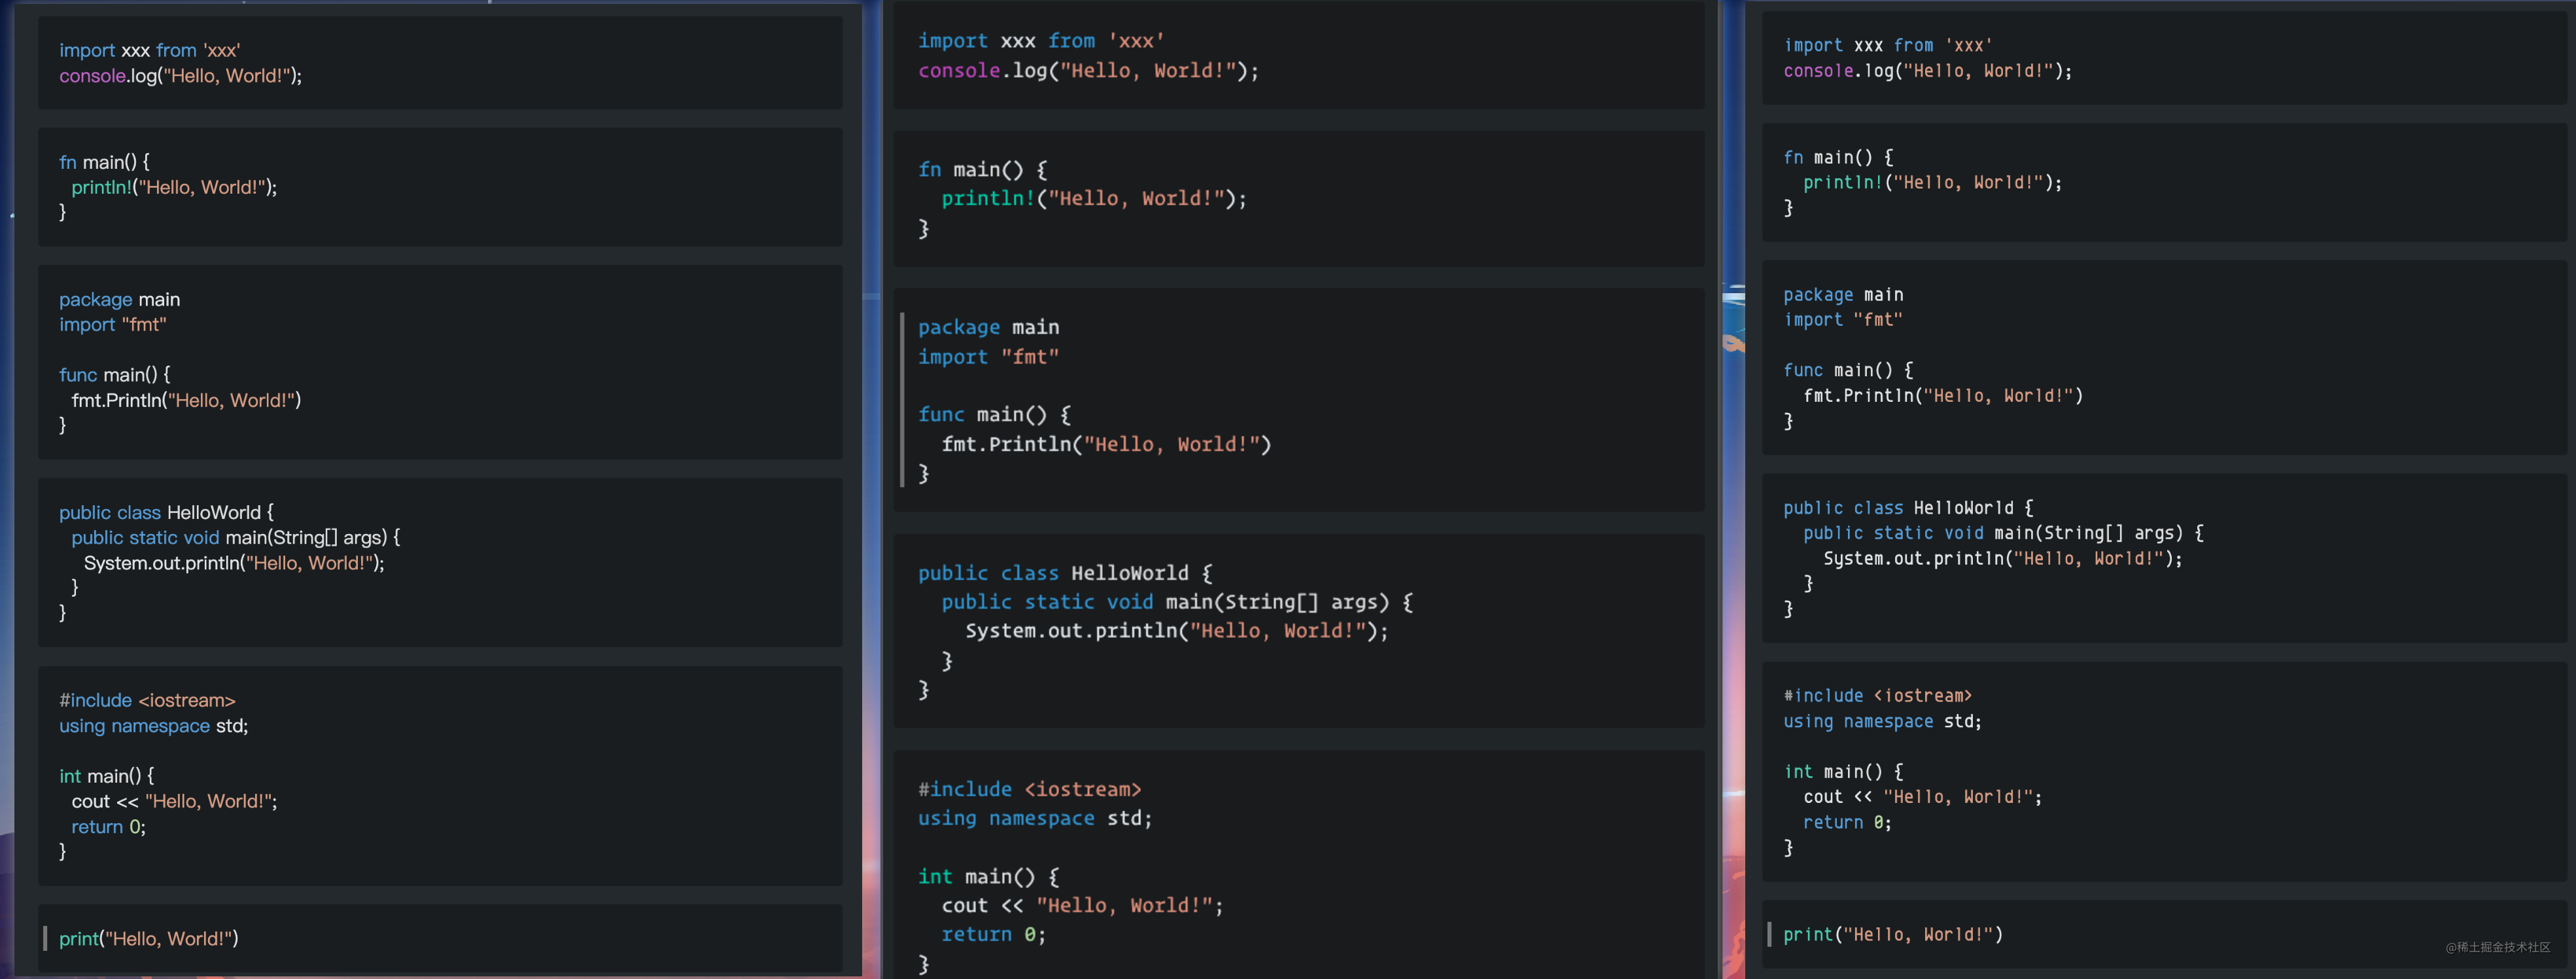 import xxx from 'xxx'
console.log("Hello, World!");
fn main() {
  println!("Hello, World!");
}
package main
import "fmt"
func main() {
  fmt.Println("Hello, World!")
}
public class HelloWorld {
  public static void main(String[] args) {
    System.out.println("Hello, World!");
  }
}
#include <iostream>
using namespace std;
int main() {
  cout << "Hello, World!";
  return 0;
}
print("Hello, World!")
import xxx from 'xxx'
console.log("Hello, World!");
fn main() {
  println!("Hello, World!");
}
package main
import "fmt"
func main() {
  fmt.Println("Hello, World!")
}
public class HelloWorld {
  public static void main(String[] args) {
    System.out.println("Hello, World!");
  }
}
#include <iostream>
using namespace std;
int main() {
  cout << "Hello, World!";
  return 0;
}
import xxx from 'xxx'
console.log("Hello, World!");
fn main() {
  println!("Hello, World!");
}
package main
import "fmt"
func main() {
  fmt.Println("Hello, World!")
}
public class HelloWorld {
  public static void main(String[] args) {
    System.out.println("Hello, World!");
  }
}
#include <iostream>
using namespace std;
int main() {
  cout << "Hello, World!";
  return 0;
}
print("Hello, World!")
@稀土掘金技术社区